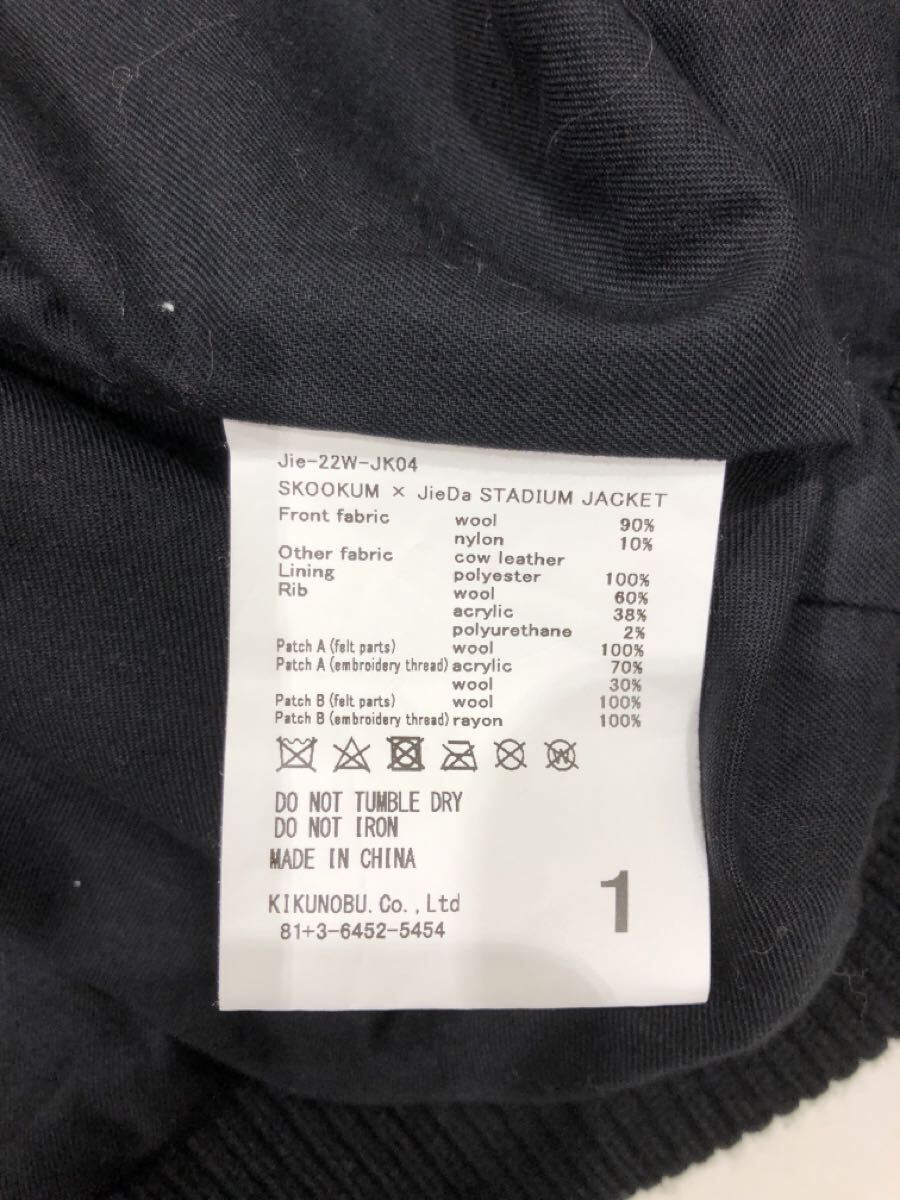 Jie-22W-JK04
SKOOKUM × JieDa STADIUM JACKET
Front fabric wool 90%
nylon 10%
Other fabric cow leather
Lining polyester 100%
Rib wool 60%
acrylic 38%
polyurethane 2%
Patch A (felt parts) wool 100%
Patch A (embroidery thread) acrylic 70%
wool 30%
Patch B (felt parts) wool 100%
Patch B (embroidery thread) rayon 100%
W
DO NOT TUMBLE DRY
DO NOT IRON
MADE IN CHINA
KIKUNOBU. Co. ,Ltd
81+3-6452-5454
1